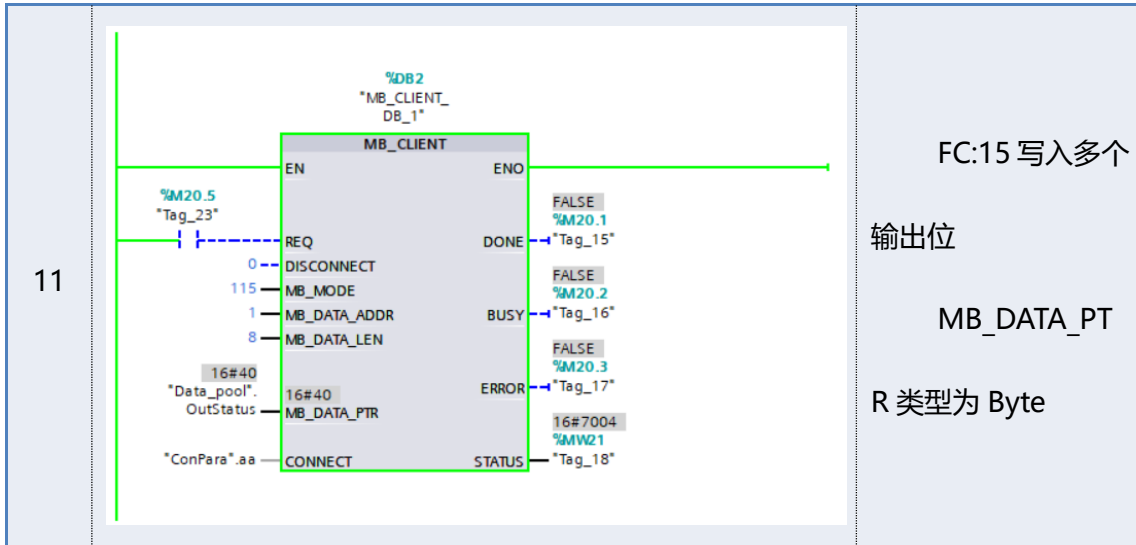 11
%DB2
"MB_CLIENT_
DB_1"
MB_CLIENT
EN
ENO
%M20.5
"Tag_23"
REQ
0
DISCONNECT
115
MB_MODE
1
MB_DATA_ADDR
8
MB_DATA_LEN
16#40
"Data_pool".
OutStatus
16#40
MB_DATA_PTR
"ConPara".aa
CONNECT
FALSE
%M20.1
DONE
"Tag_15"
FALSE
%M20.2
BUSY
"Tag_16"
FALSE
%M20.3
ERROR
"Tag_17"
16#7004
%MW21
STATUS
"Tag_18"
FC:15 写入多个
输出位
MB_DATA_PT
R 类型为 Byte